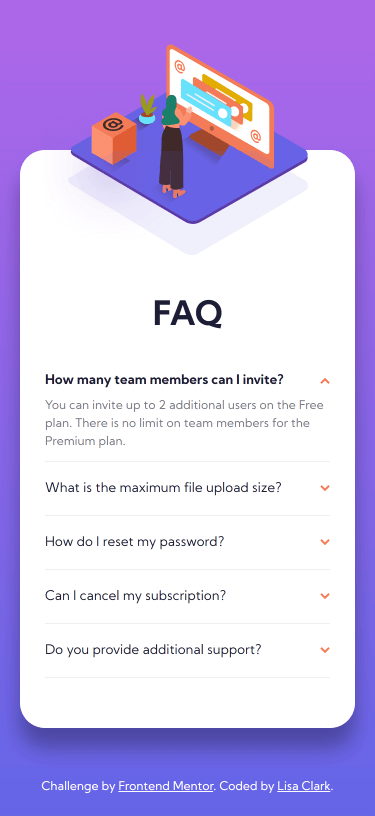 FAQ
How many team members can I invite?
You can invite up to 2 additional users on the Free
plan. There is no limit on team members for the
Premium plan.
What is the maximum file upload size?
How do I reset my password?
Can I cancel my subscription?
Do you provide additional support?
Challenge by Frontend Mentor. Coded by Lisa Clark.